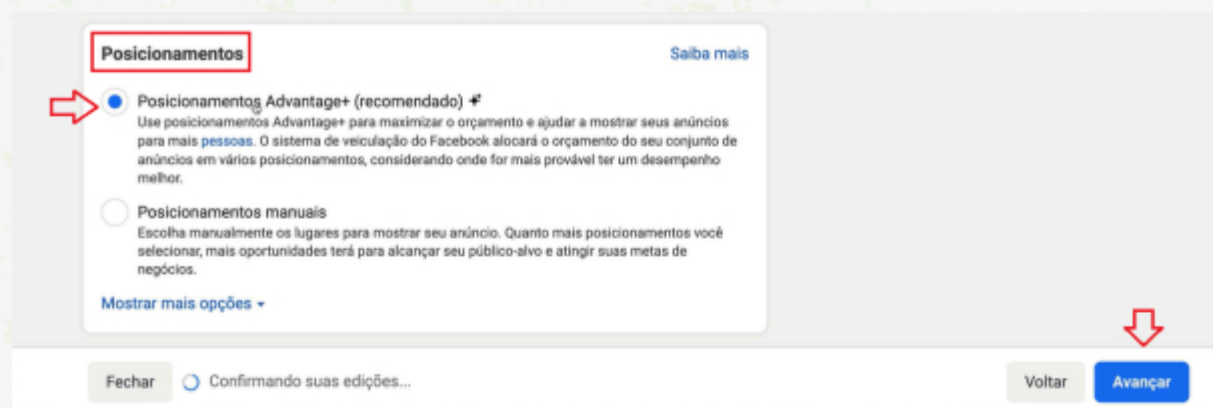 Posicionamentos
Saiba mais
Posicionamentos Advantage+ (recomendado)
Use posicionamentos Advantage+ para maximizar o orçamento e ajudar a mostrar seus anúncios
para mais pessoas. O sistema de veiculação do Facebook alocará o orçamento do seu conjunto de
anúncios em vários posicionamentos, considerando onde for mais provável ter um desempenho
melhor.
Posicionamentos manuais
Escolha manualmente os lugares para mostrar seu anúncio. Quanto mais posicionamentos você
selecionar, mais oportunidades terá para alcançar seu público-alvo e atingir suas metas de
negócios.
Mostrar mais opções
Fechar
Confirmando suas edições...
Voltar
Avançar